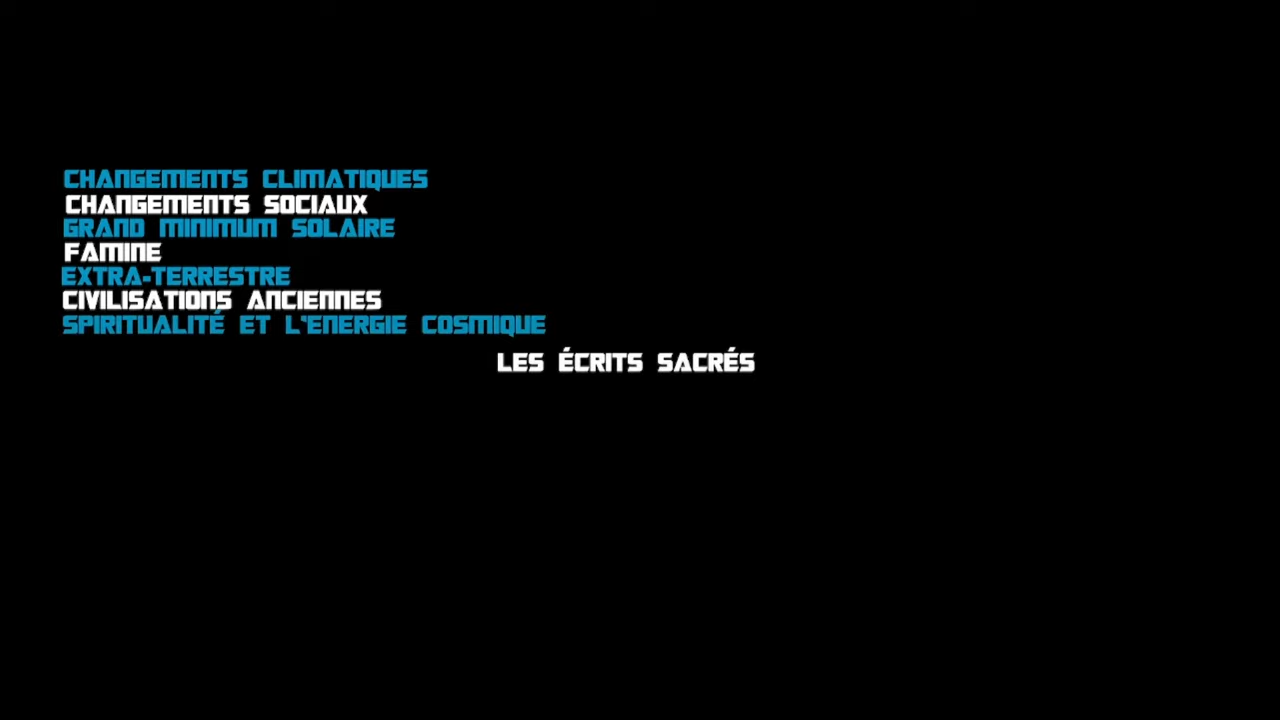 CHANGEMENTS CLIMATIQUES
CHANGEMENTS SOCIAUX
GRAND MINIMUM SOLAIRE
FAMINE
EXTRA-TERRESTRE
CIVILISATIONS ANCIENNES
SPIRITUALITÉ ET L'ENERGIE COSMIQUE
LES ÉCRITS SACRÉS